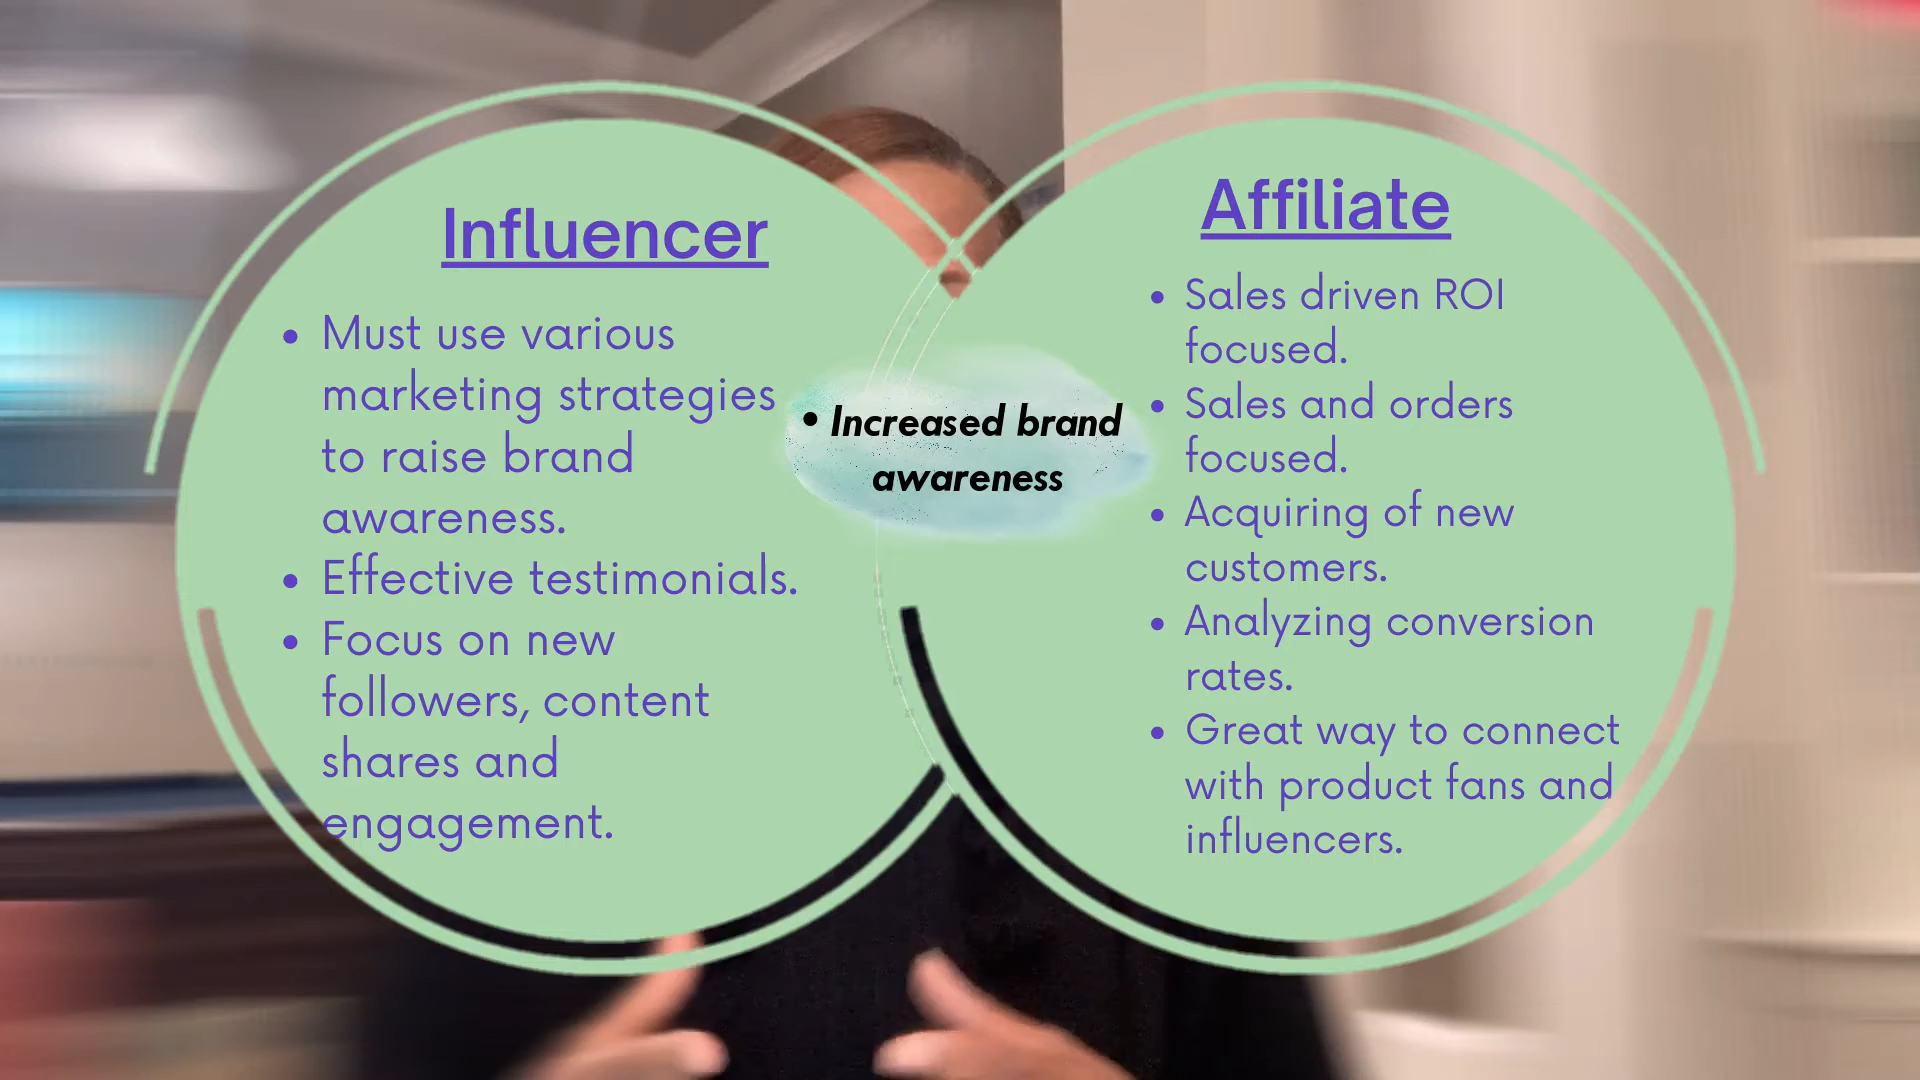 Influencer
• Must use various
marketing strategies
to raise brand
awareness.
• Effective testimonials.
• Focus on new
followers, content
shares and
engagement.
• Increased brand
awareness
Affiliate
• Sales driven ROI
focused.
• Sales and orders
focused.
• Acquiring of new
customers.
• Analyzing conversion
rates.
• Great way to connect
with product fans and
influencers.